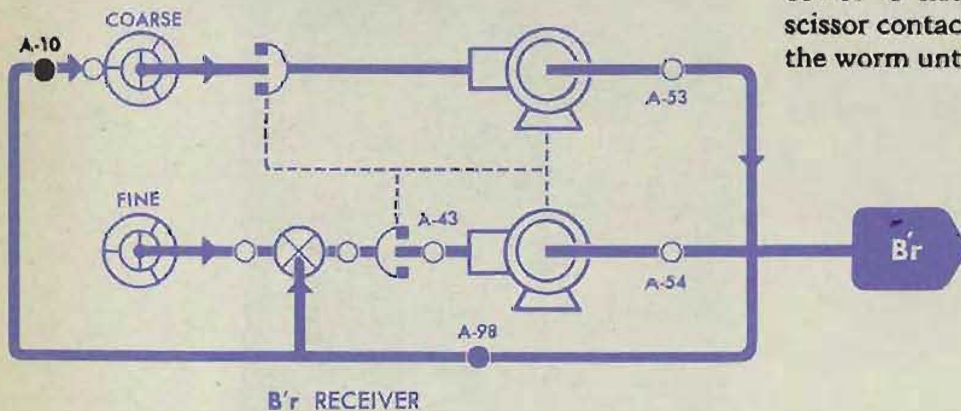 COARSE
A-10
scissor contac
the worm unt
A-53
FINE
A-43
B'r
A-54
A-98
B'r RECEIVER